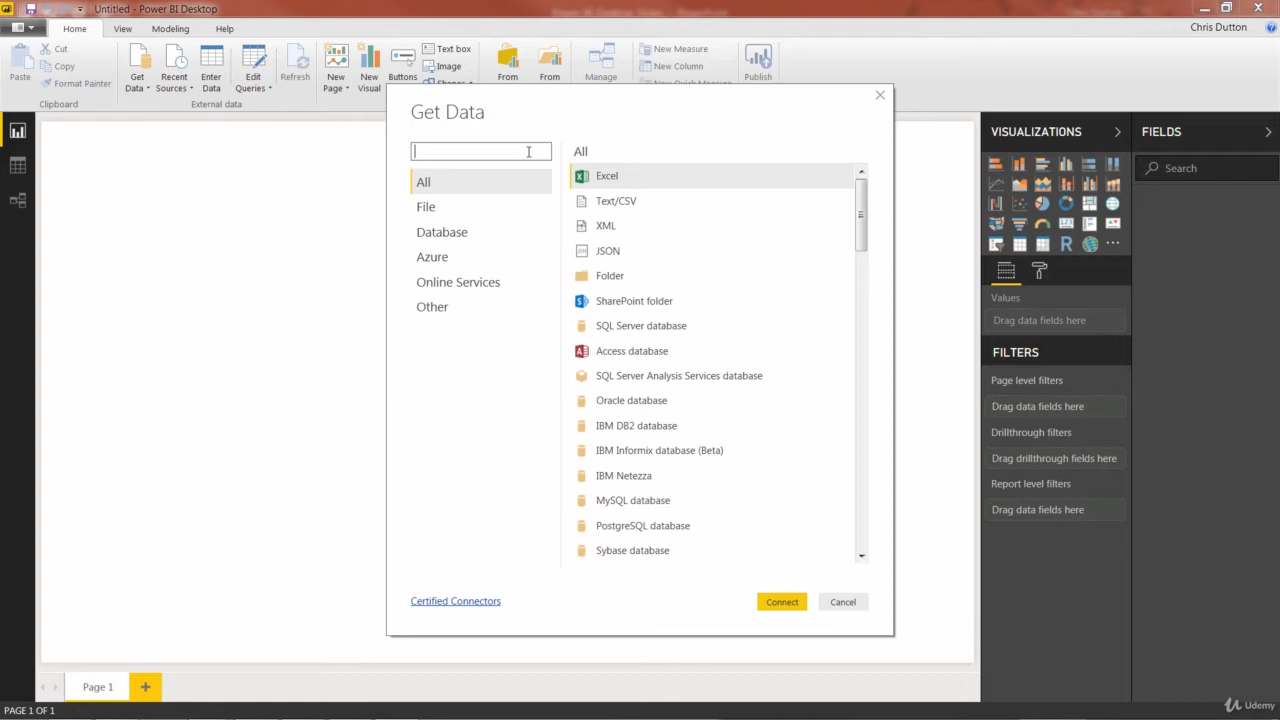 Untitled - Power BI Desktop
Home View Modeling Help
Chris Dutton
Paste
Cut
Copy
Format Painter
Clipboard
Get Data
Recent Sources
Enter Data
Edit Queries
Refresh
External data
New Page
New Visual
Buttons
Text box
Image
Shapes
From
From
Manage
New Measure
New Column
New Quick Measure
Publish
Get Data
All
File
Database
Azure
Online Services
Other
All
Excel
Text/CSV
XML
JSON
JSON
Folder
SharePoint folder
SQL Server database
Access database
SQL Server Analysis Services database
Oracle database
IBM DB2 database
IBM Informix database (Beta)
IBM Netezza
MySQL database
PostgreSQL database
Sybase database
Certified Connectors
Connect
Cancel
VISUALIZATIONS
R
Values
Drag data fields here
FILTERS
Page level filters
Drag data fields here
Drillthrough filters
Drag drillthrough fields here
Report level filters
Drag data fields here
FIELDS
Search
Page 1
PAGE 1 OF 1
Udemy